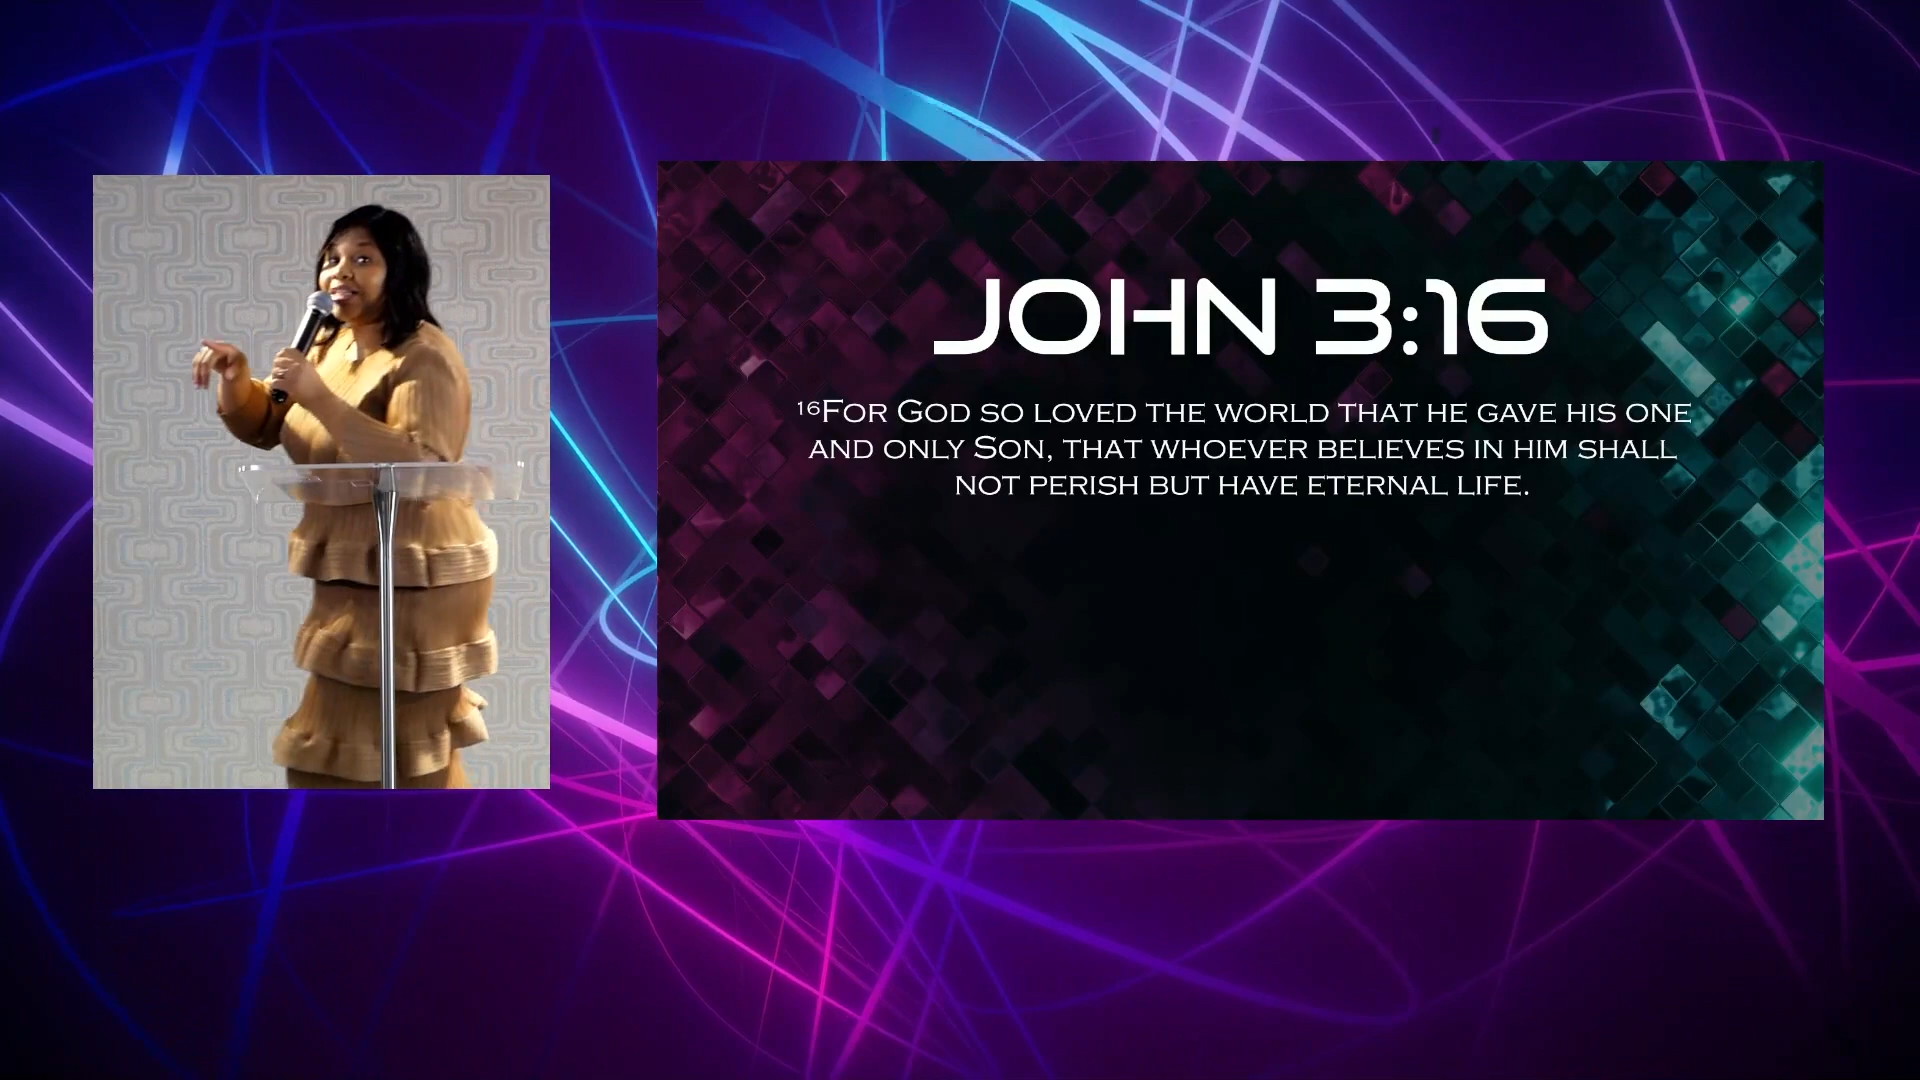 JOHN 3:16
¹⁶For God so loved the world that he gave his one
and only Son, that whoever believes in him shall
not perish but have eternal life.